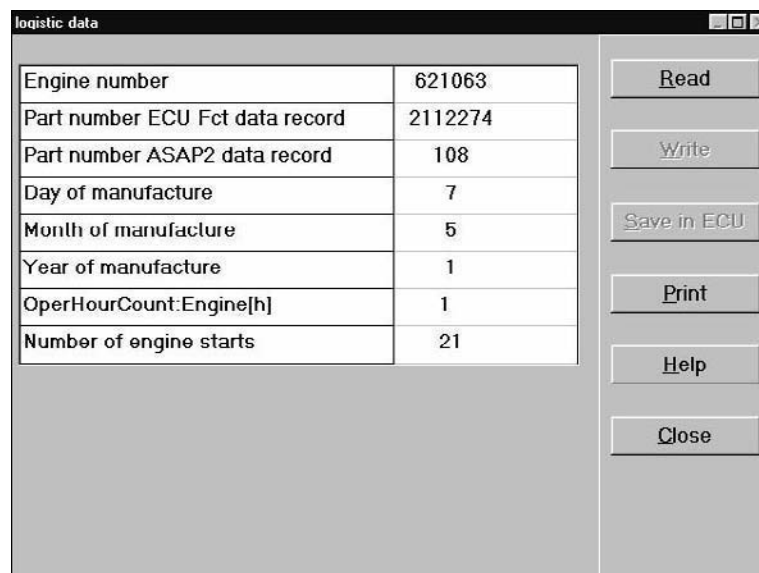 logistic data
Engine number 621063
Part number ECU Fct data record 2112274
Part number ASAP2 data record 108
Day of manufacture 7
Month of manufacture 5
Year of manufacture 1
OperHourCount:Engine[h] 1
Number of engine starts 21
Read
Write
Save in ECU
Print
Help
Close